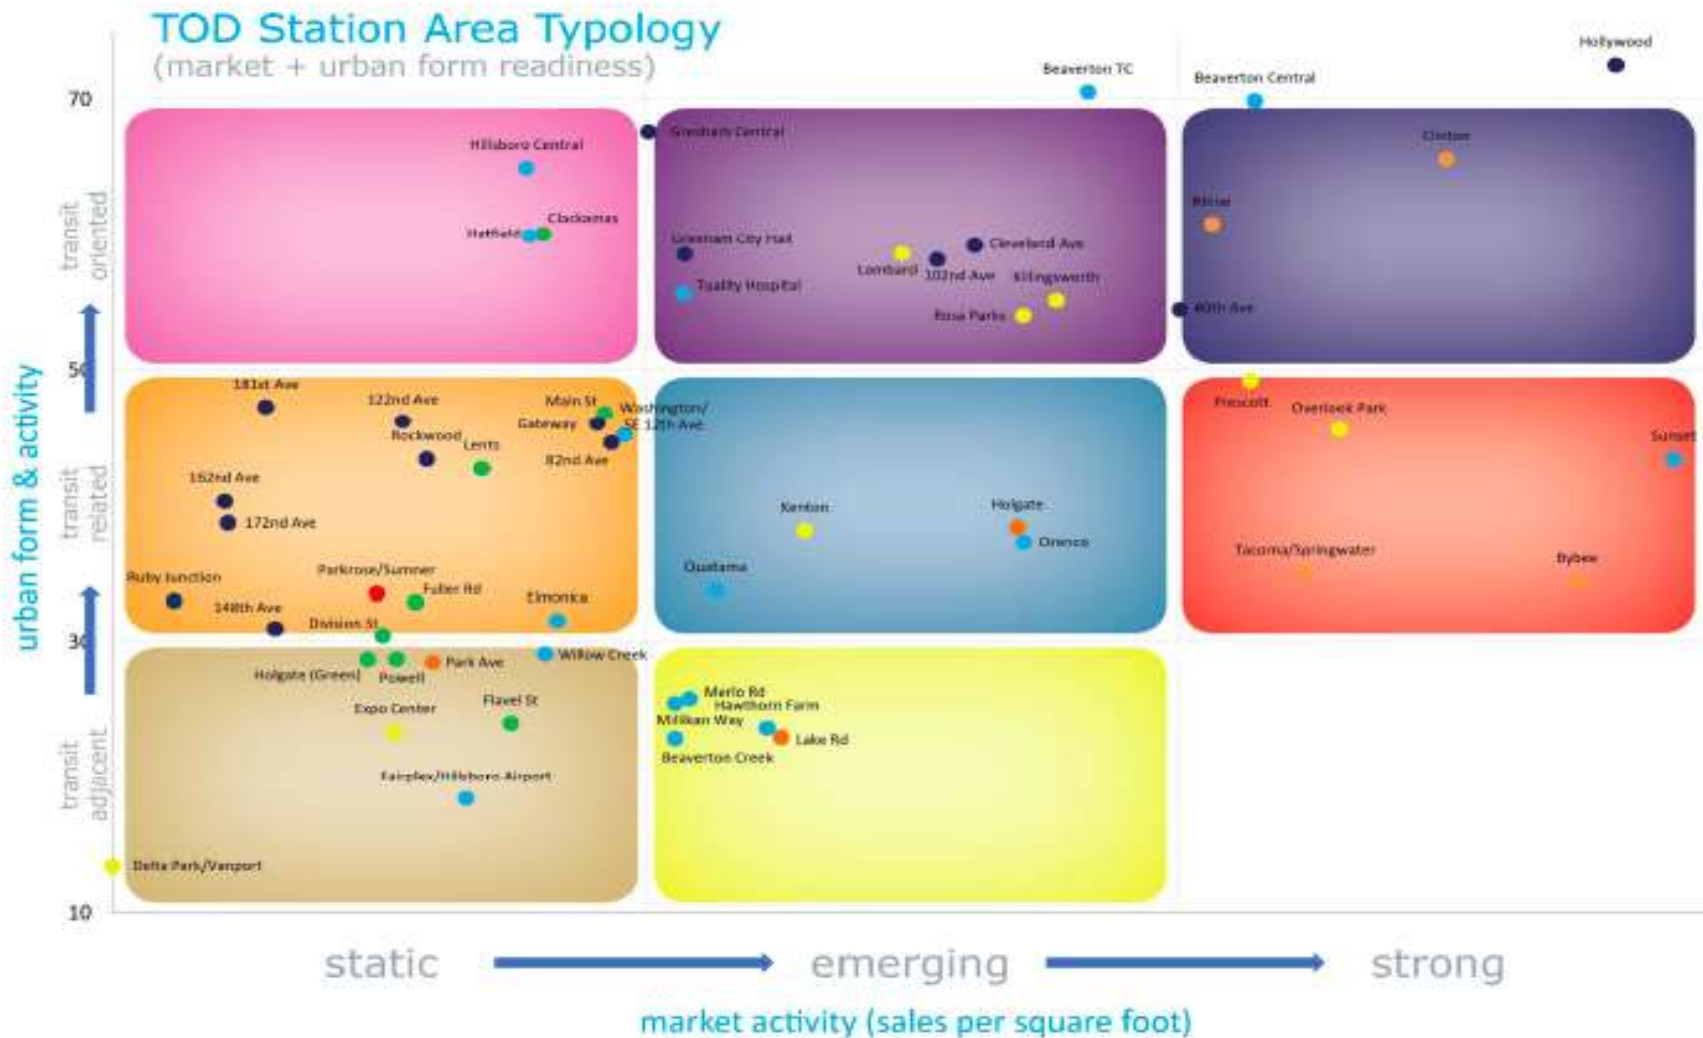 TOD Station Area Typology
(market + urban form readiness)
Hollywood
Beaverton TC
Beaverton Central
70
Gresham Central
Clinton
Hillsboro Central
Rhine
transit
oriented
Clackamas
Hatfield
Gresham City Hall
Cleveland Ave
Lombard
102nd Ave
Killingsworth
Tuality Hospital
Rosa Parks
60th Ave
50
181st Ave
122nd Ave
Main St
Washington/
SE 12th Ave
Gateway
Prescott
Overlook Park
Rockwood
Lents
82nd Ave
Sunset
162nd Ave
172nd Ave
transit
related
Kenton
Holgate
Orenco
Tacoma/Springwater
Bybee
Ruby Junction
Parkrose/Sumner
Fuller Rd
Quatama
148th Ave
Elmonica
Division St
30
Willow Creek
Park Ave
Holgate (Green)
Powell
Flavel St
Expo Center
Merlo Rd
Hawthorn Farm
Millikan Way
Lake Rd
Beaverton Creek
transit
adjacent
Fairplex/Hillsboro Airport
Delta Park/Vanport
10
urban form & activity
static
emerging
strong
market activity (sales per square foot)